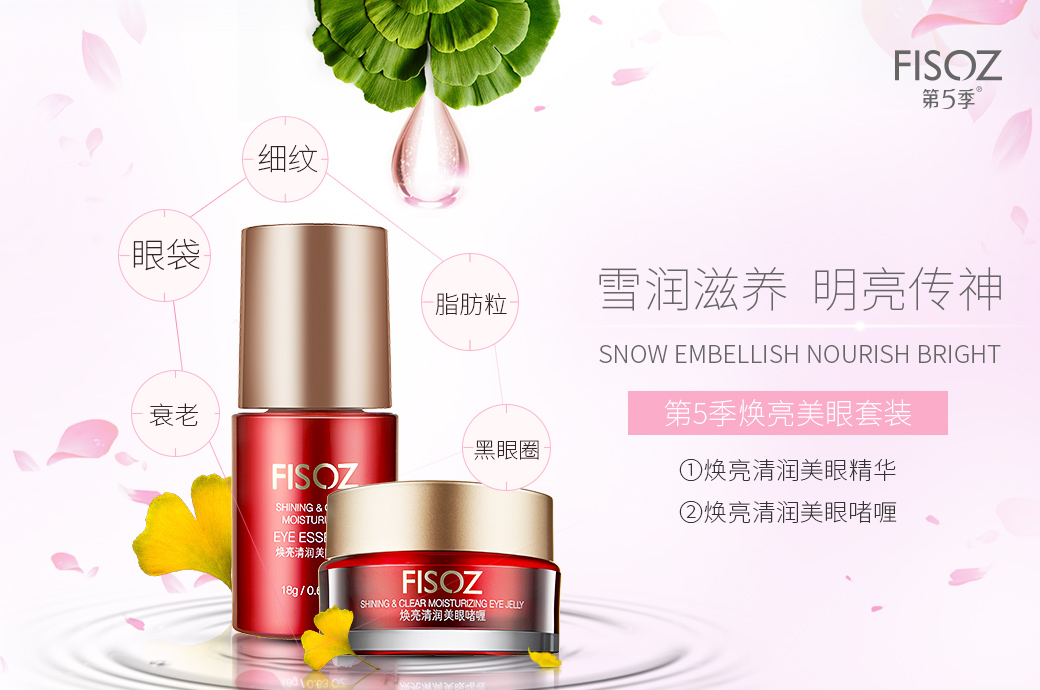 FISOZ
第5季®
细纹
眼袋
脂肪粒
衰老
黑眼圈
雪润滋养 明亮传神
SNOW EMBELLISH NOURISH BRIGHT
第5季焕亮美眼套装
①焕亮清润美眼精华
②焕亮清润美眼啫喱
FISOZ
SHINING &
MOISTUR
EYE ESSE
焕亮清润美
18g / 0.6
FISOZ
SHINING & CLEAR MOISTURIZING EYE JELLY
焕亮清润美眼啫喱